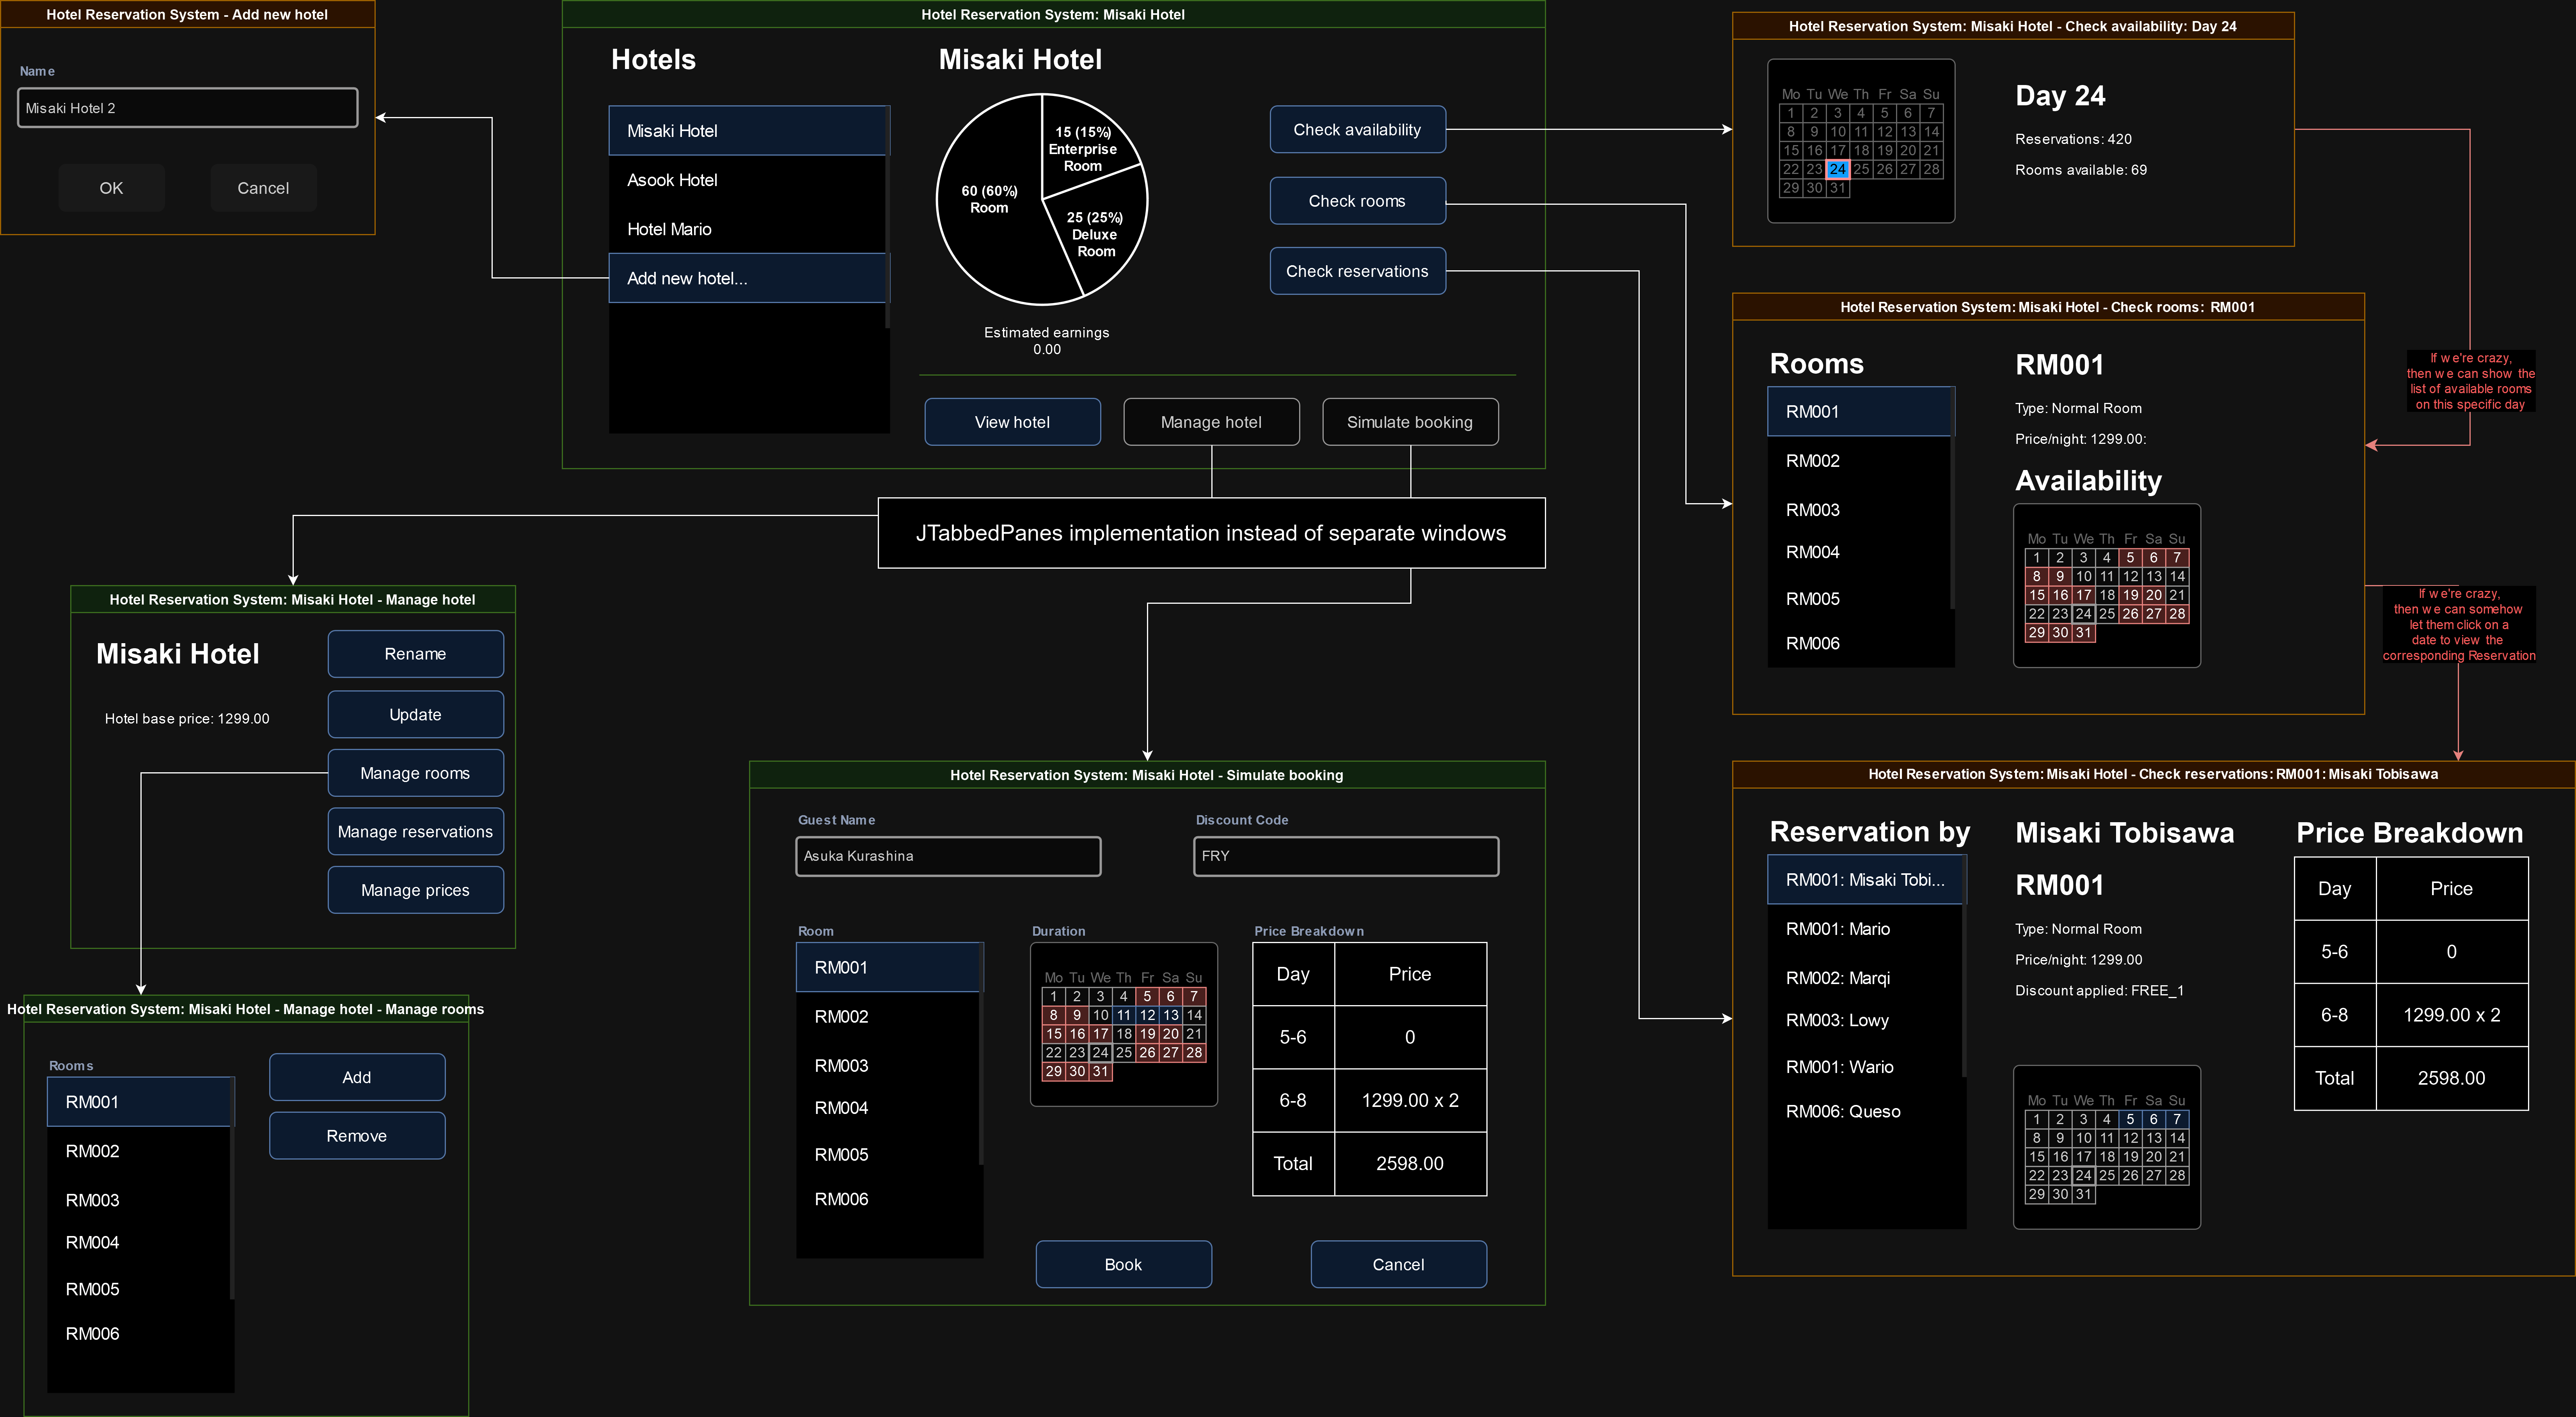 Hotel Reservation System - Add new hotel
Name
Misaki Hotel 2
OK
Cancel
Hotel Reservation System: Misaki Hotel
Hotels
Misaki Hotel
Asook Hotel
Hotel Mario
Add new hotel...
Misaki Hotel
15 (15%)
Enterprise
Room
60 (60%)
Room
25 (25%)
Deluxe
Room
Estimated earnings
0.00
Check availability
Check rooms
Check reservations
View hotel
Manage hotel
Simulate booking
JTabbedPanes implementation instead of separate windows
Hotel Reservation System: Misaki Hotel - Check availability: Day 24
Mo Tu We Th Fr Sa Su
1 2 3 4 5 6 7
8 9 10 11 12 13 14
15 16 17 18 19 20 21
22 23 24 25 26 27 28
29 30 31
Day 24
Reservations: 420
Rooms available: 69
If we're crazy,
then we can show the
list of available rooms
on this specific day
Hotel Reservation System: Misaki Hotel - Check rooms: RM001
Rooms
RM001
RM002
RM003
RM004
RM005
RM006
RM001
Type: Normal Room
Price/night: 1299.00:
Availability
Mo Tu We Th Fr Sa Su
1 2 3 4 5 6 7
8 9 10 11 12 13 14
15 16 17 18 19 20 21
22 23 24 25 26 27 28
29 30 31
If we're crazy,
then we can somehow
let them click on a
date to view the
corresponding Reservation
Hotel Reservation System: Misaki Hotel - Manage hotel
Misaki Hotel
Hotel base price: 1299.00
Rename
Update
Manage rooms
Manage reservations
Manage prices
Hotel Reservation System: Misaki Hotel - Manage hotel - Manage rooms
Rooms
RM001
RM002
RM003
RM004
RM005
RM006
Add
Remove
Hotel Reservation System: Misaki Hotel - Simulate booking
Guest Name
Asuka Kurashina
Discount Code
FRY
Room
RM001
RM002
RM003
RM004
RM005
RM006
Duration
Mo Tu We Th Fr Sa Su
1 2 3 4 5 6 7
8 9 10 11 12 13 14
15 16 17 18 19 20 21
22 23 24 25 26 27 28
29 30 31
Price Breakdown
Day Price
5-6 0
6-8 1299.00 x 2
Total 2598.00
Book
Cancel
Hotel Reservation System: Misaki Hotel - Check reservations: RM001: Misaki Tobisawa
Reservation by
RM001: Misaki Tobi...
RM001: Mario
RM002: Marqi
RM003: Lowy
RM001: Wario
RM006: Queso
Misaki Tobisawa
RM001
Type: Normal Room
Price/night: 1299.00
Discount applied: FREE_1
Mo Tu We Th Fr Sa Su
1 2 3 4 5 6 7
8 9 10 11 12 13 14
15 16 17 18 19 20 21
22 23 24 25 26 27 28
29 30 31
Price Breakdown
Day Price
5-6 0
6-8 1299.00 x 2
Total 2598.00